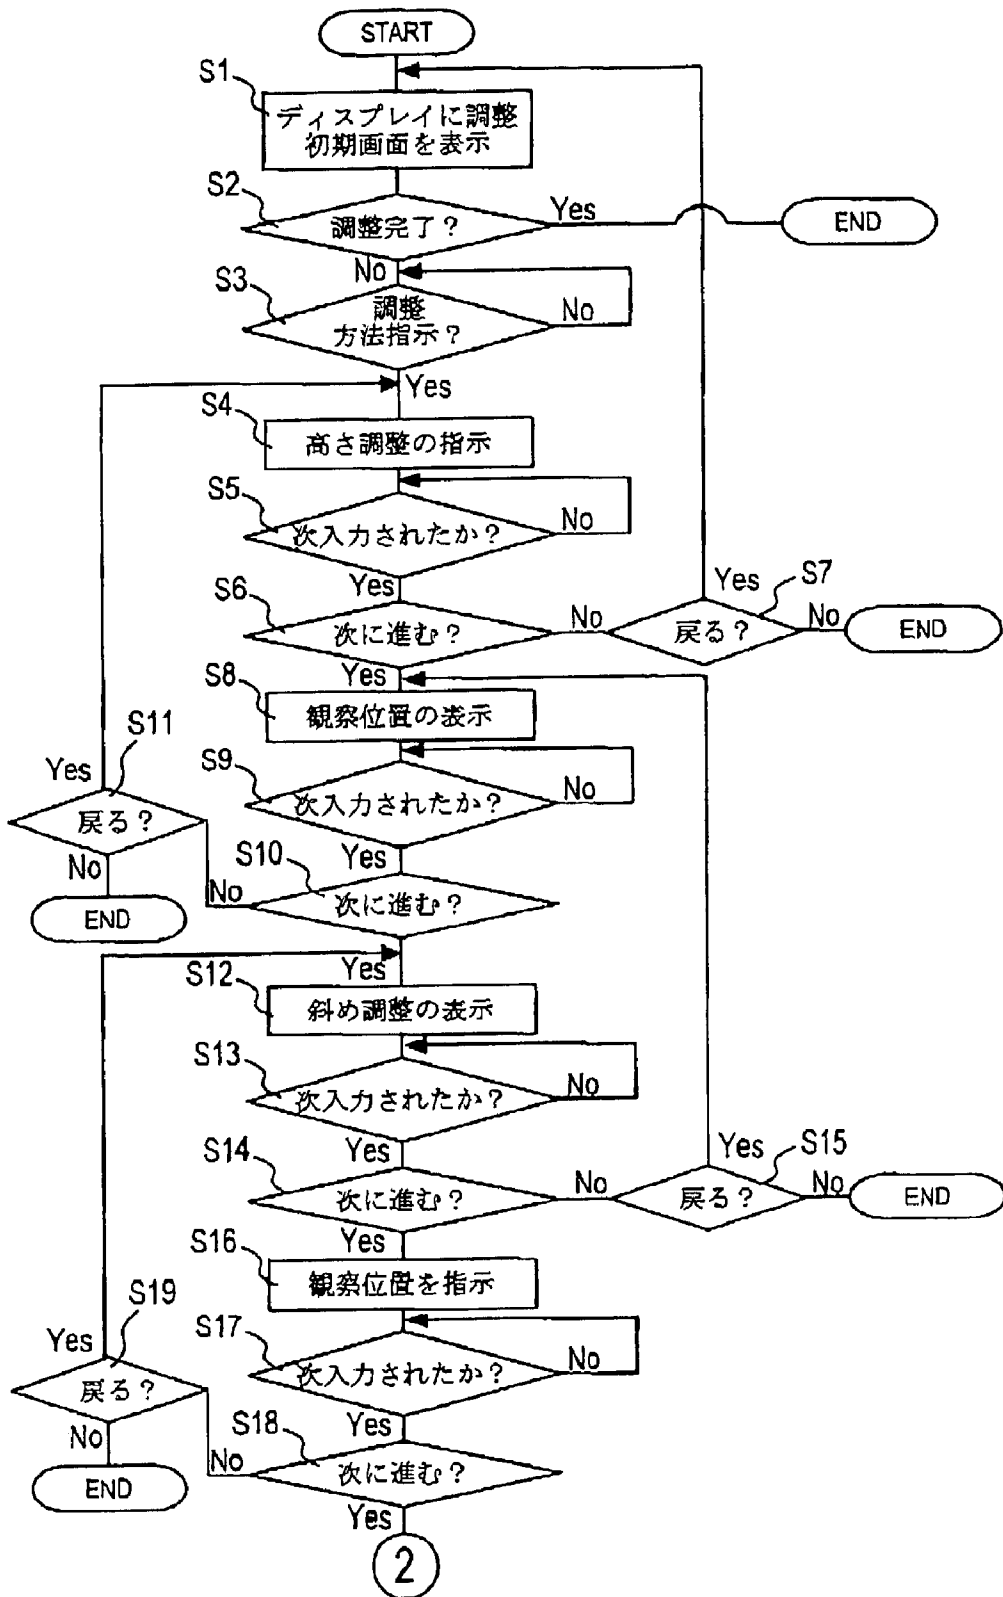 START
S1
ディスプレイに調整
初期画面を表示
S2
調整完了?
Yes
END
No
S3
調整
方法指示?
No
Yes
S4
高さ調整の指示
S5
次入力されたか?
No
Yes
S6
次に進む?
No
Yes
S7
戻る?
No
END
Yes
S8
観察位置の表示
S11
Yes
戻る?
No
END
S9
次入力されたか?
No
Yes
S10
No
次に進む?
Yes
S12
斜め調整の表示
S13
次入力されたか?
No
Yes
S14
次に進む?
No
Yes
S15
戻る?
No
END
Yes
S16
観察位置を指示
S19
Yes
戻る?
No
END
S17
次入力されたか?
No
Yes
S18
No
次に進む?
Yes
2